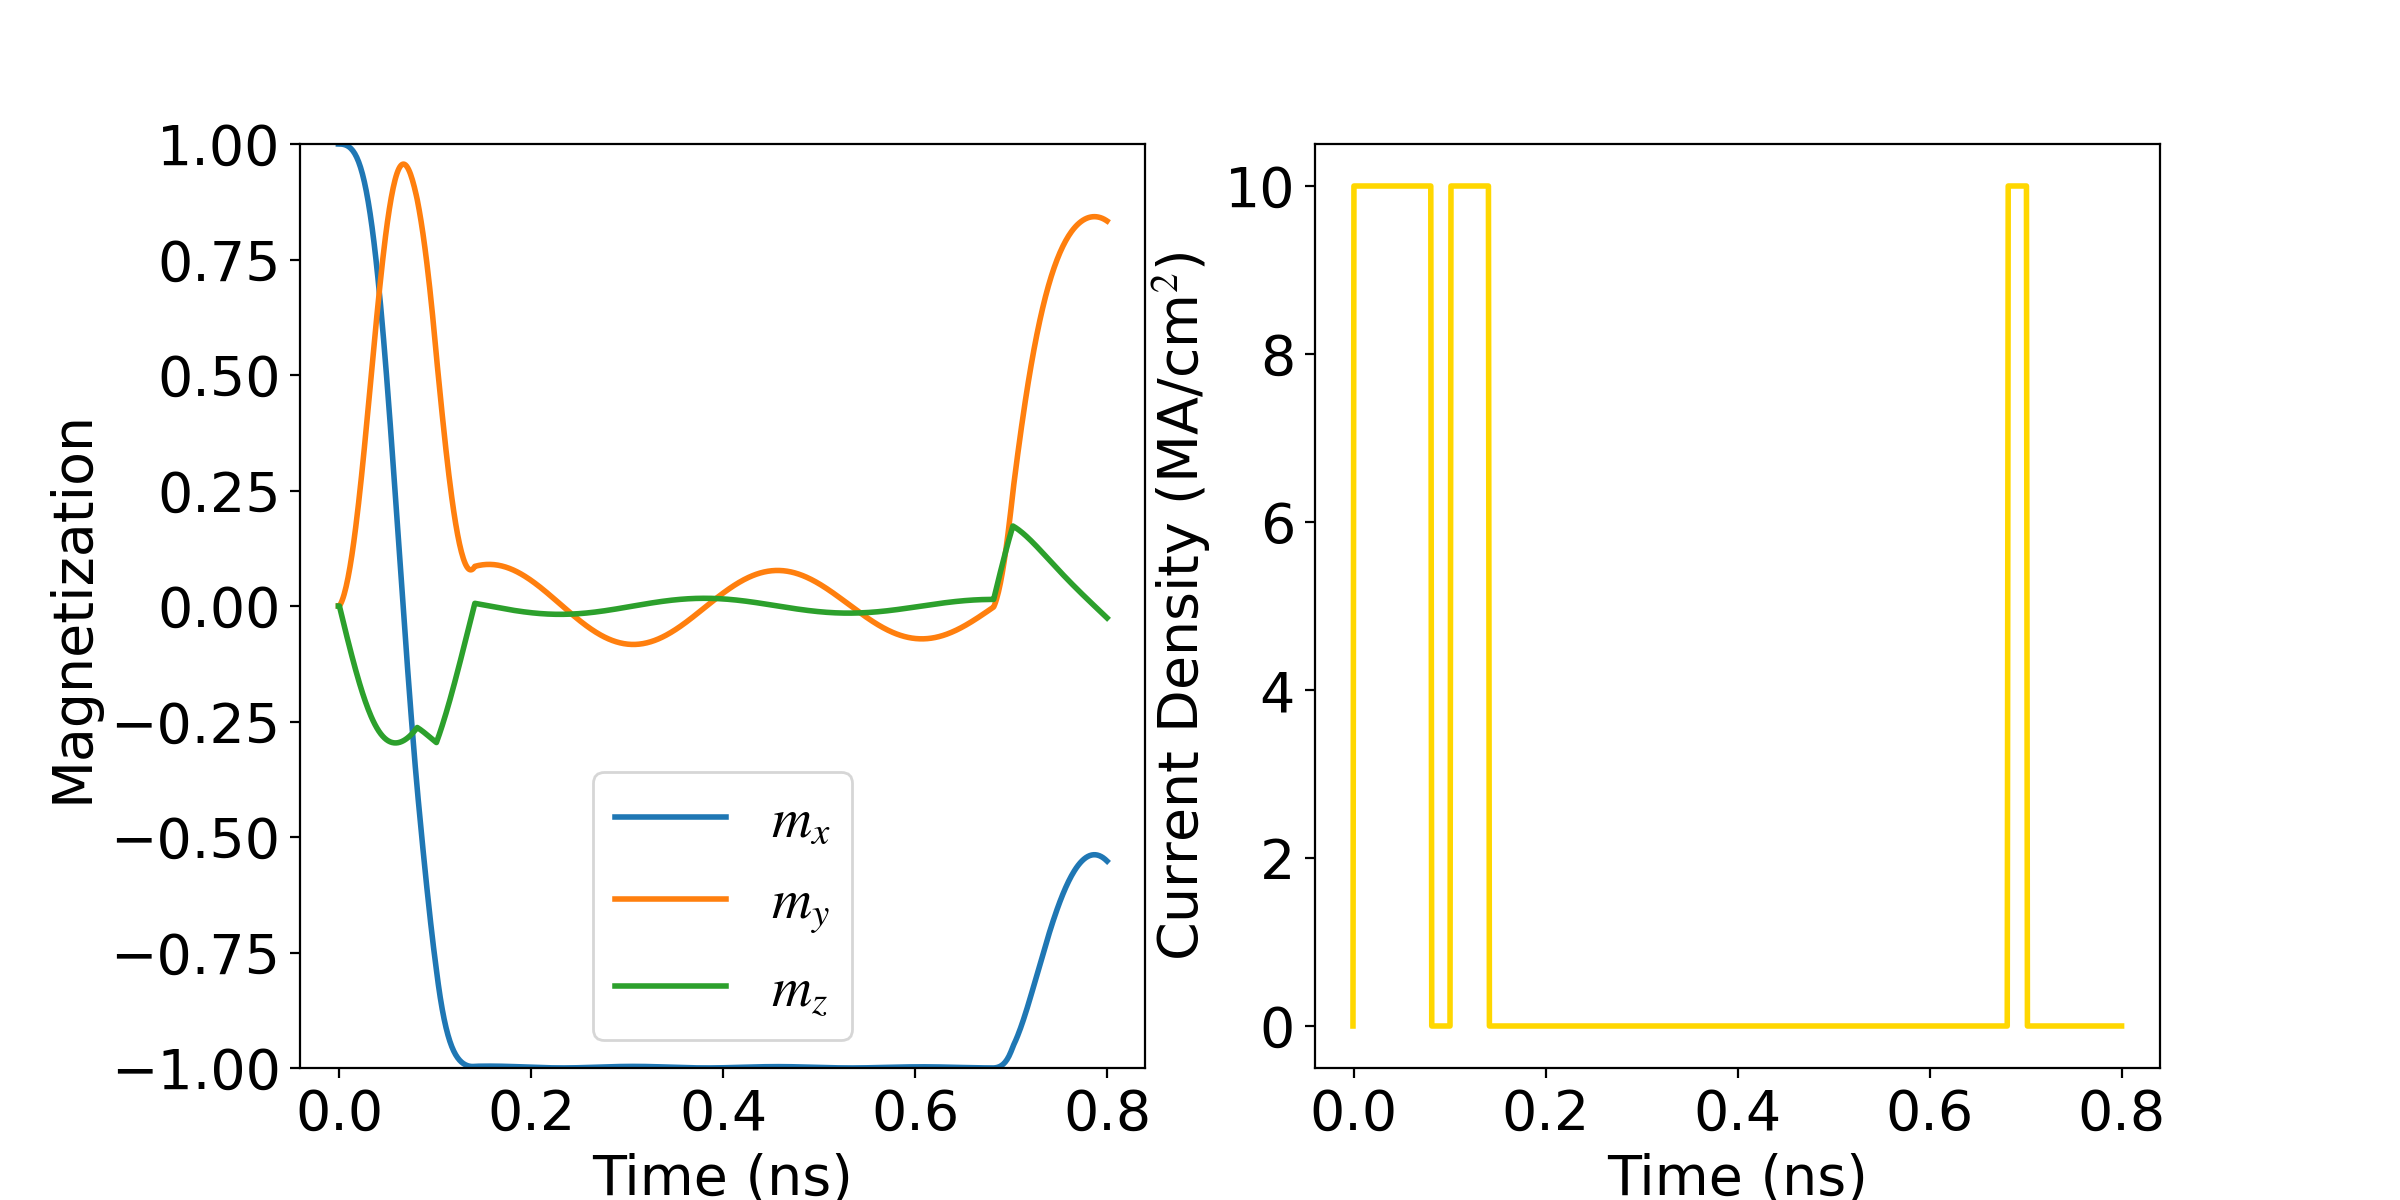 Magnetization
1.00
0.75
0.50
0.25
0.00
−0.25
−0.50
−0.75
−1.00
0.0 0.2 0.4 0.6 0.8
Time (ns)
m_x
m_y
m_z
Current Density (MA/cm²)
10
8
6
4
2
0
0.0 0.2 0.4 0.6 0.8
Time (ns)